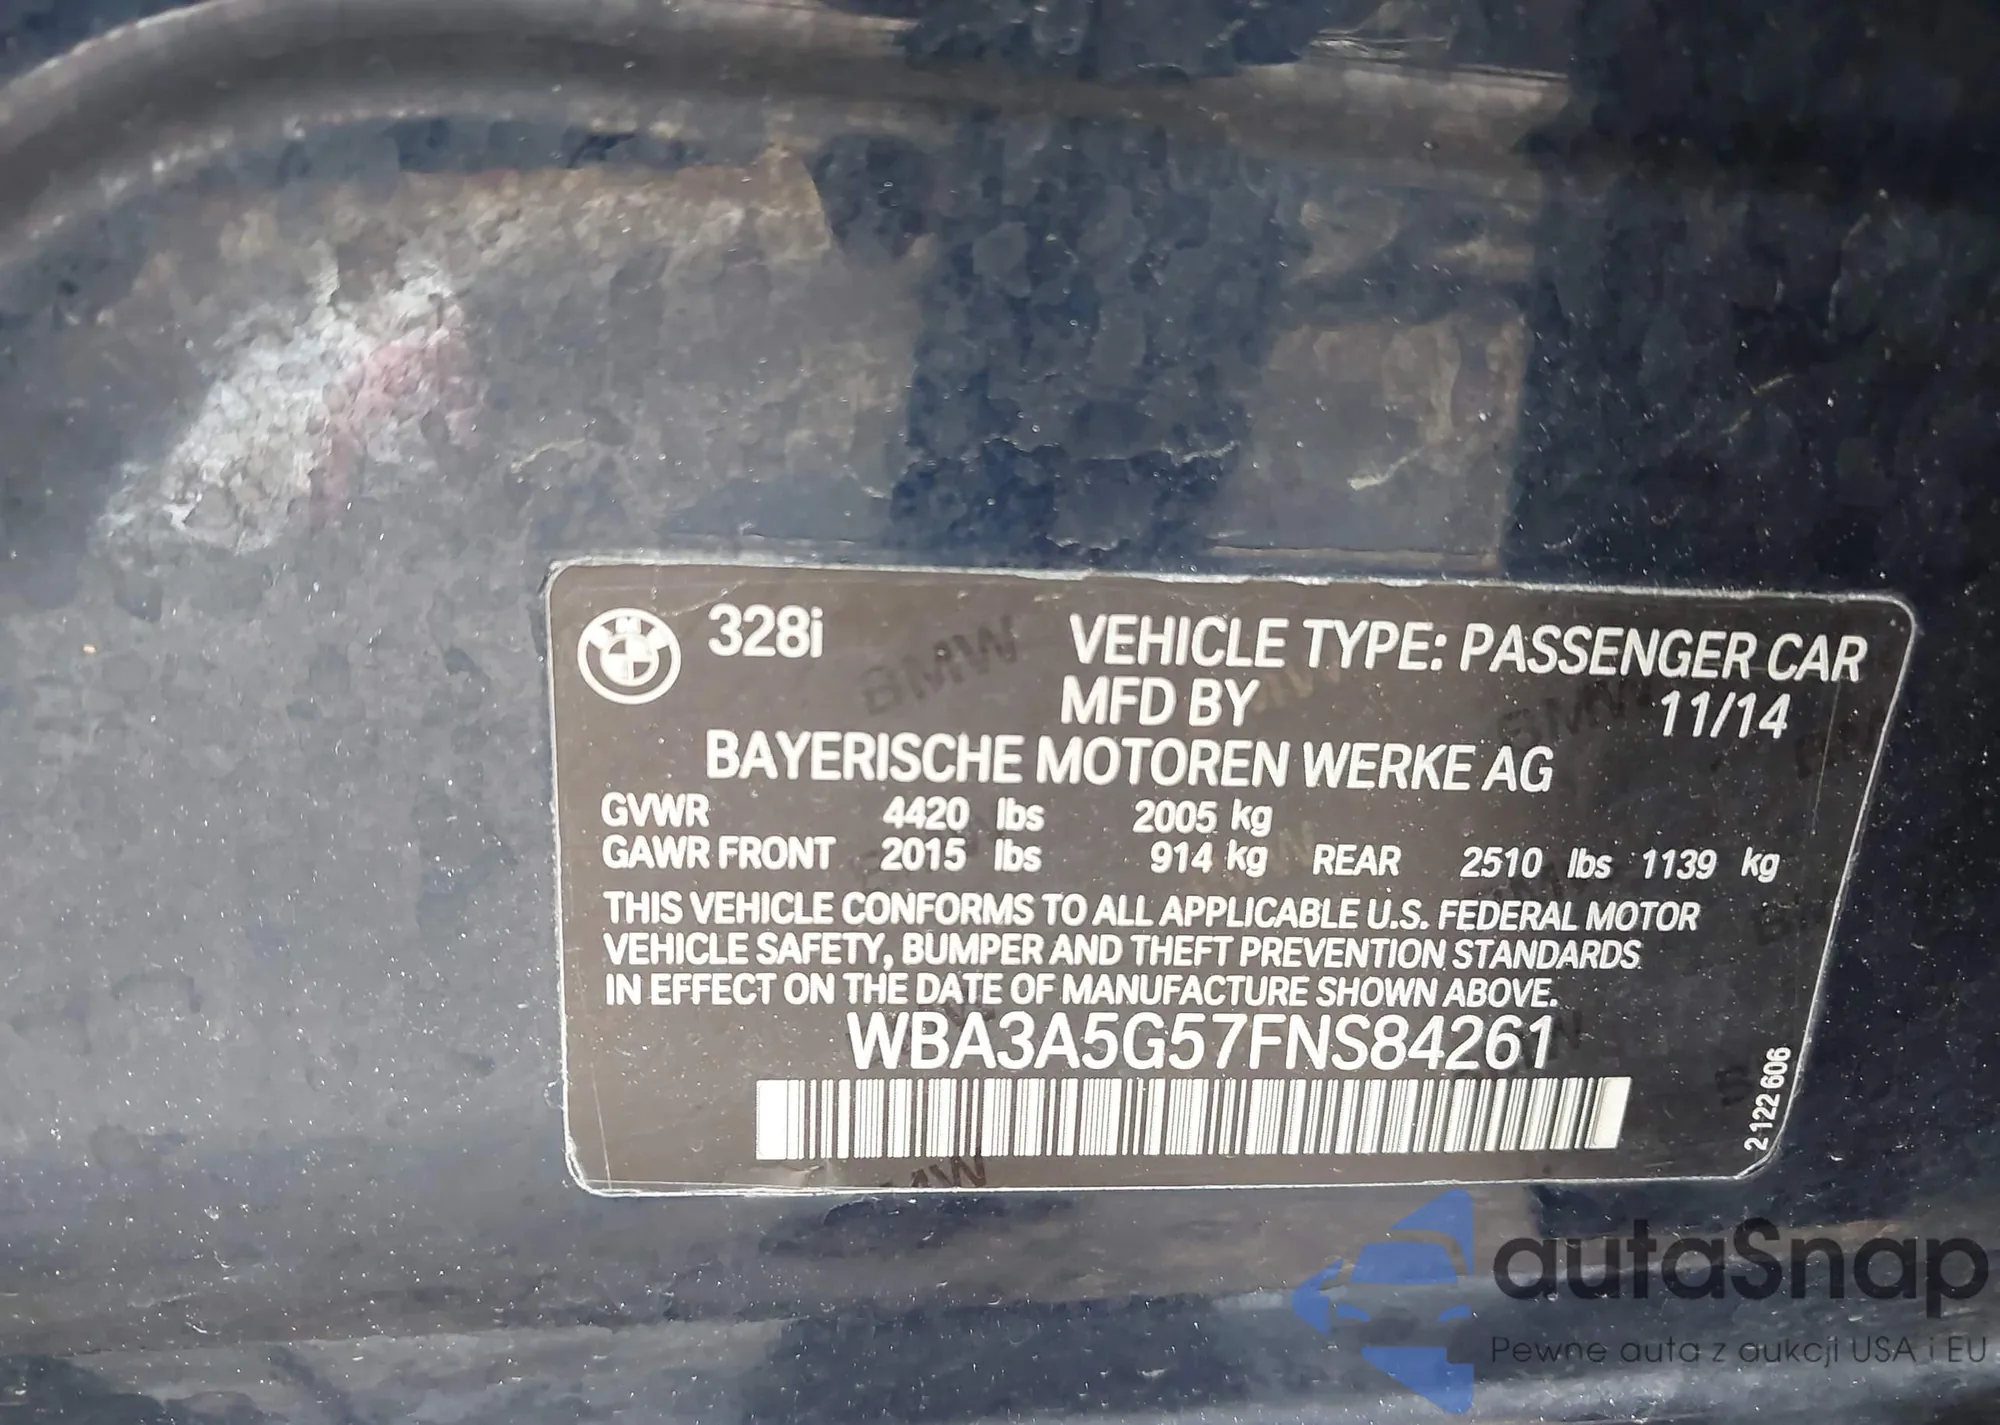 328i
VEHICLE TYPE: PASSENGER CAR
MFD BY 11/14
BAYERISCHE MOTOREN WERKE AG
GVWR 4420 lbs 2005 kg
GAWR FRONT 2015 lbs 914 kg REAR 2510 lbs 1139 kg
THIS VEHICLE CONFORMS TO ALL APPLICABLE U.S. FEDERAL MOTOR
VEHICLE SAFETY, BUMPER AND THEFT PREVENTION STANDARDS
IN EFFECT ON THE DATE OF MANUFACTURE SHOWN ABOVE.
WBA3A5G57FNS84261
2122606
autaSnap
Pewne auta z aukcji USA i EU